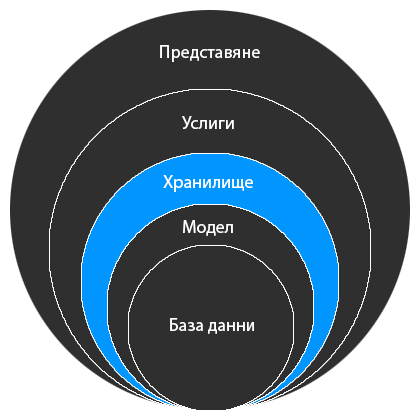 Представяне
Услиги
Хранилище
Модел
База данни